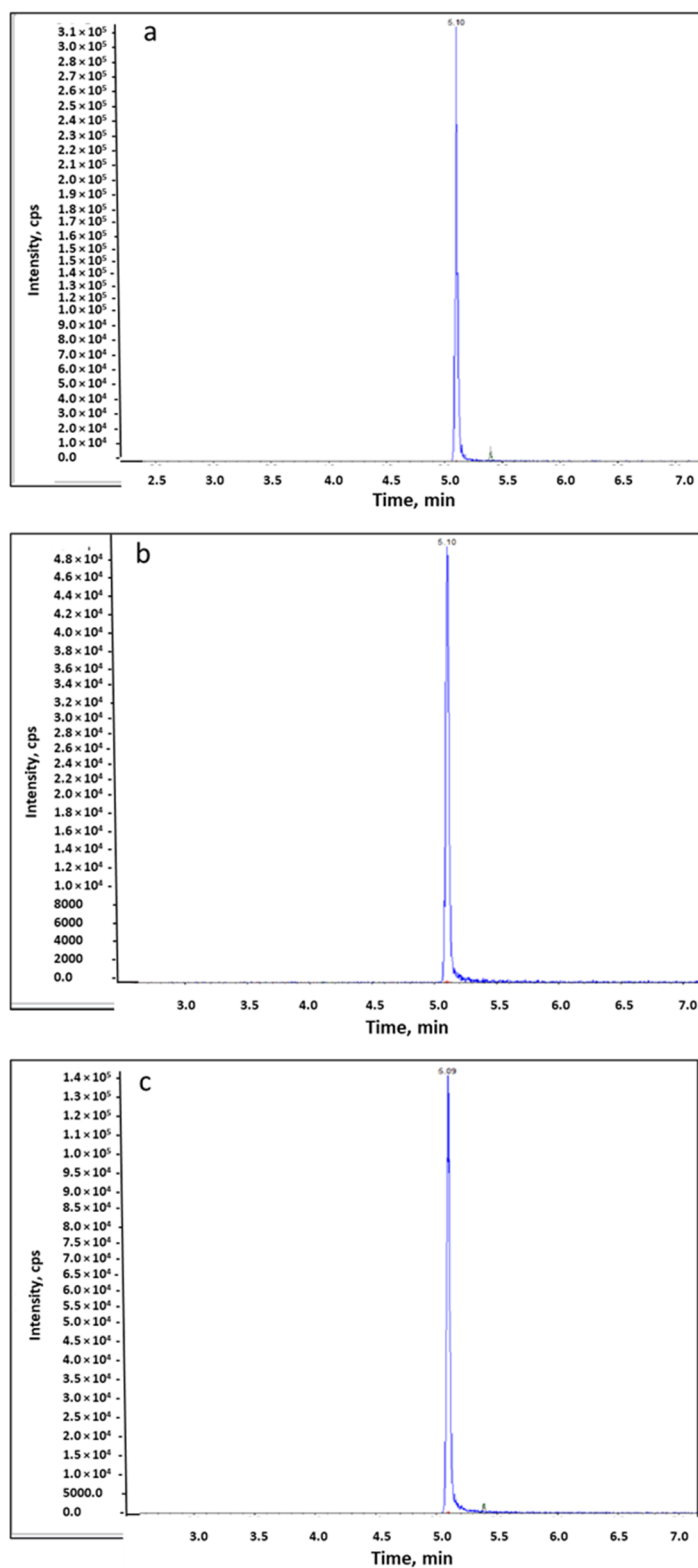 a
5.10
3.1 × 10⁵
3.0 × 10⁵
2.8 × 10⁵
2.7 × 10⁵
2.6 × 10⁵
2.5 × 10⁵
2.4 × 10⁵
2.3 × 10⁵
2.2 × 10⁵
2.1 × 10⁵
2.0 × 10⁵
1.9 × 10⁵
1.8 × 10⁵
1.7 × 10⁵
1.6 × 10⁵
1.5 × 10⁵
1.5 × 10⁵
1.4 × 10⁵
1.3 × 10⁵
1.2 × 10⁵
1.0 × 10⁵
9.0 × 10⁴
8.0 × 10⁴
7.0 × 10⁴
6.0 × 10⁴
5.0 × 10⁴
4.0 × 10⁴
3.0 × 10⁴
2.0 × 10⁴
1.0 × 10⁴
0.0
Intensity, cps
2.5 3.0 3.5 4.0 4.5 5.0 5.5 6.0 6.5 7.0
Time, min
b
5.10
4.8 × 10⁴
4.6 × 10⁴
4.4 × 10⁴
4.2 × 10⁴
4.0 × 10⁴
3.8 × 10⁴
3.6 × 10⁴
3.4 × 10⁴
3.2 × 10⁴
3.0 × 10⁴
2.8 × 10⁴
2.6 × 10⁴
2.4 × 10⁴
2.2 × 10⁴
2.0 × 10⁴
1.8 × 10⁴
1.6 × 10⁴
1.4 × 10⁴
1.2 × 10⁴
1.0 × 10⁴
8000
6000
4000
2000
0.0
Intensity, cps
3.0 3.5 4.0 4.5 5.0 5.5 6.0 6.5 7.0
Time, min
c
5.09
1.4 × 10⁵
1.3 × 10⁵
1.2 × 10⁵
1.1 × 10⁵
1.0 × 10⁵
9.5 × 10⁴
9.0 × 10⁴
8.5 × 10⁴
8.0 × 10⁴
7.5 × 10⁴
7.0 × 10⁴
6.5 × 10⁴
6.0 × 10⁴
5.5 × 10⁴
5.0 × 10⁴
4.5 × 10⁴
4.0 × 10⁴
3.5 × 10⁴
3.0 × 10⁴
2.5 × 10⁴
2.0 × 10⁴
1.5 × 10⁴
1.0 × 10⁴
5000.0
0.0
Intensity, cps
3.0 3.5 4.0 4.5 5.0 5.5 6.0 6.5 7.0
Time, min